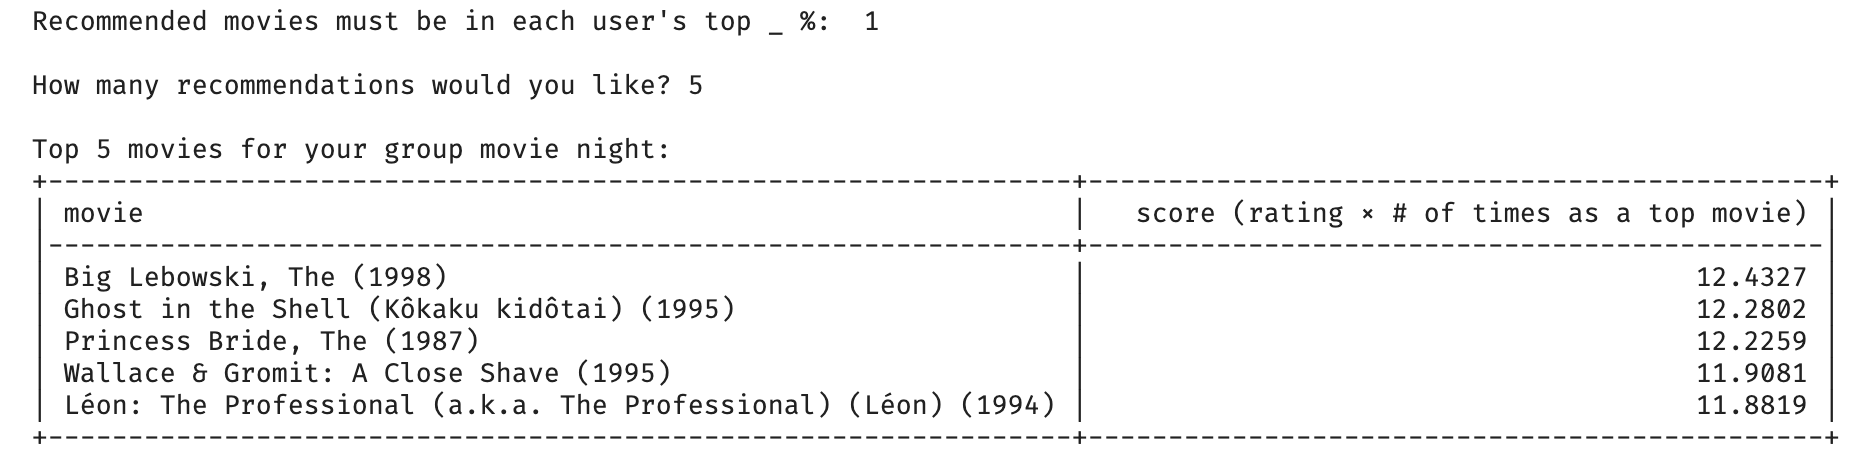 Recommended movies must be in each user's top _ %:  1
How many recommendations would you like? 5
Top 5 movies for your group movie night:
+----------------------------------------------------------------+----------------------------------------------+
| movie                                                          |   score (rating × # of times as a top movie) |
|----------------------------------------------------------------+----------------------------------------------|
| Big Lebowski, The (1998)                                       |                                      12.4327 |
| Ghost in the Shell (Kôkaku kidôtai) (1995)                     |                                      12.2802 |
| Princess Bride, The (1987)                                     |                                      12.2259 |
| Wallace & Gromit: A Close Shave (1995)                         |                                      11.9081 |
| Léon: The Professional (a.k.a. The Professional) (Léon) (1994) |                                      11.8819 |
+----------------------------------------------------------------+----------------------------------------------+